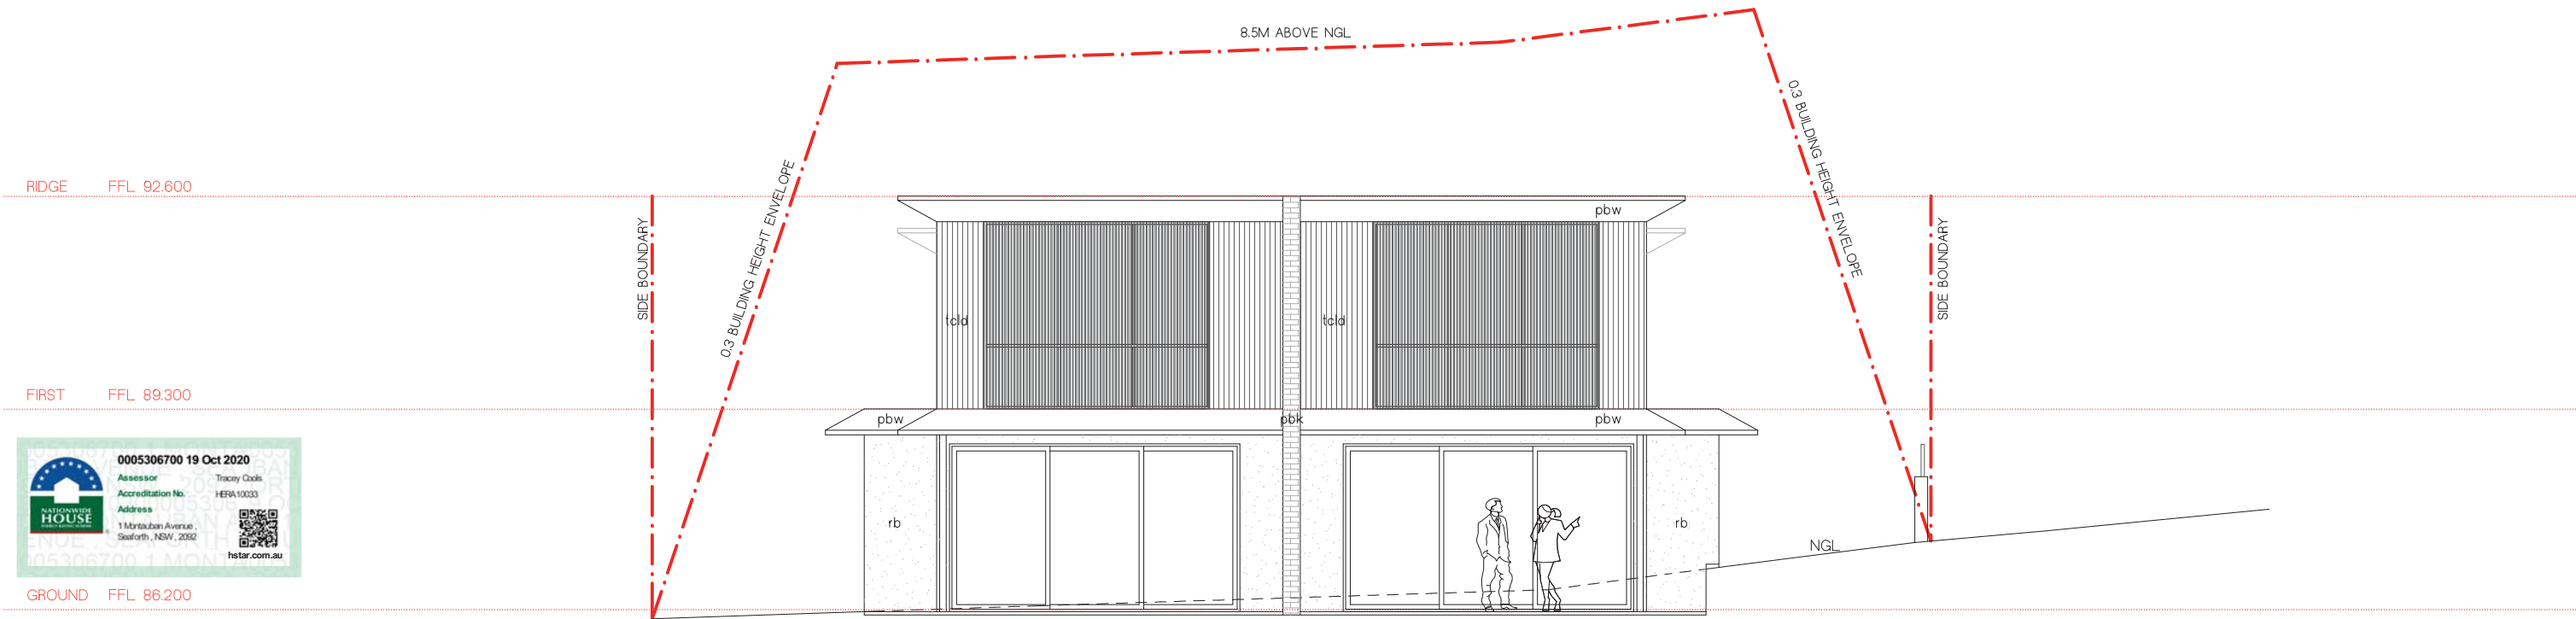 8.5M ABOVE NGL
0.3 BUILDING HEIGHT ENVELOPE
0.3 BUILDING HEIGHT ENVELOPE
RIDGE FFL 92.600
SIDE BOUNDARY
SIDE BOUNDARY
pbw
tcld
tcld
FIRST FFL 89.300
pbw
pbk
pbw
0005306700 19 Oct 2020
Assessor Tracey Cools
Accreditation No. HERA10033
Address
1 Montauban Avenue ,
Seaforth , NSW , 2092
hstar.com.au
NATIONWIDE
HOUSE
ENERGY RATING SCHEME
rb
rb
NGL
GROUND FFL 86.200